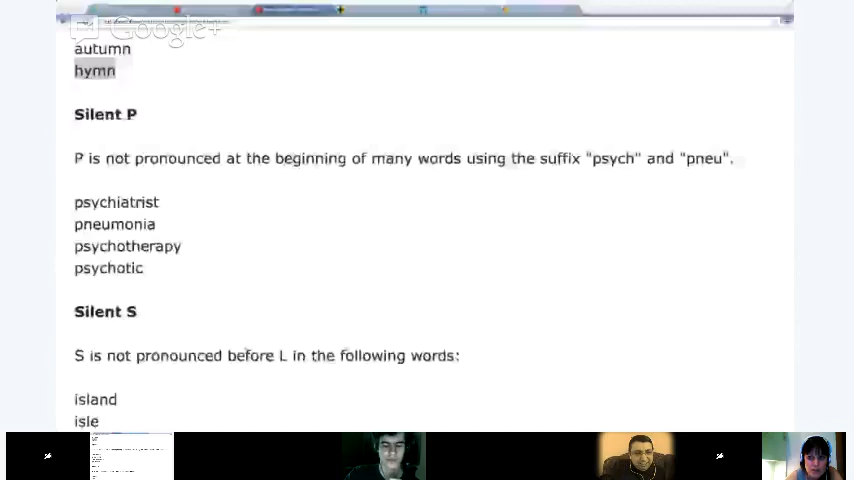 Google+
autumn
hymn
Silent P
P is not pronounced at the beginning of many words using the suffix "psych" and "pneu".
psychiatrist
pneumonia
psychotherapy
psychotic
Silent S
S is not pronounced before L in the following words:
island
isle